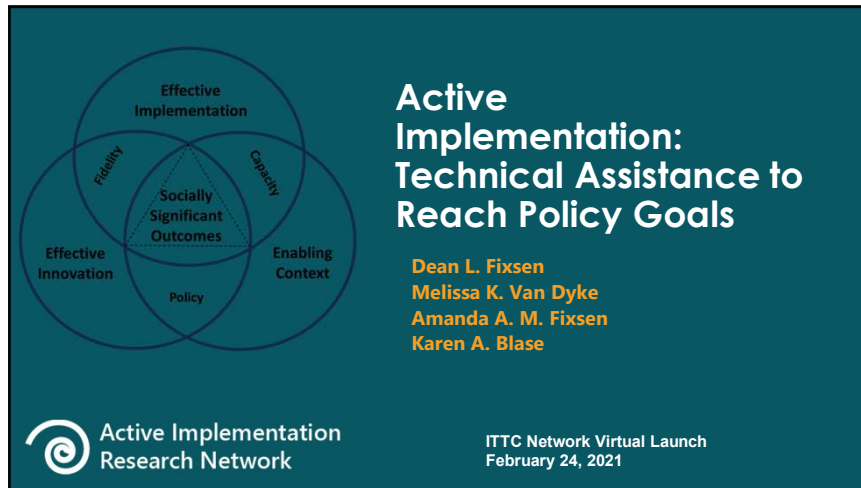 Effective
Implementation
Fidelity
Capacity
Socially
Significant
Outcomes
Effective
Innovation
Enabling
Context
Policy
Active
Implementation:
Technical Assistance to
Reach Policy Goals
Dean L. Fixsen
Melissa K. Van Dyke
Amanda A. M. Fixsen
Karen A. Blase
Active Implementation
Research Network
ITTC Network Virtual Launch
February 24, 2021